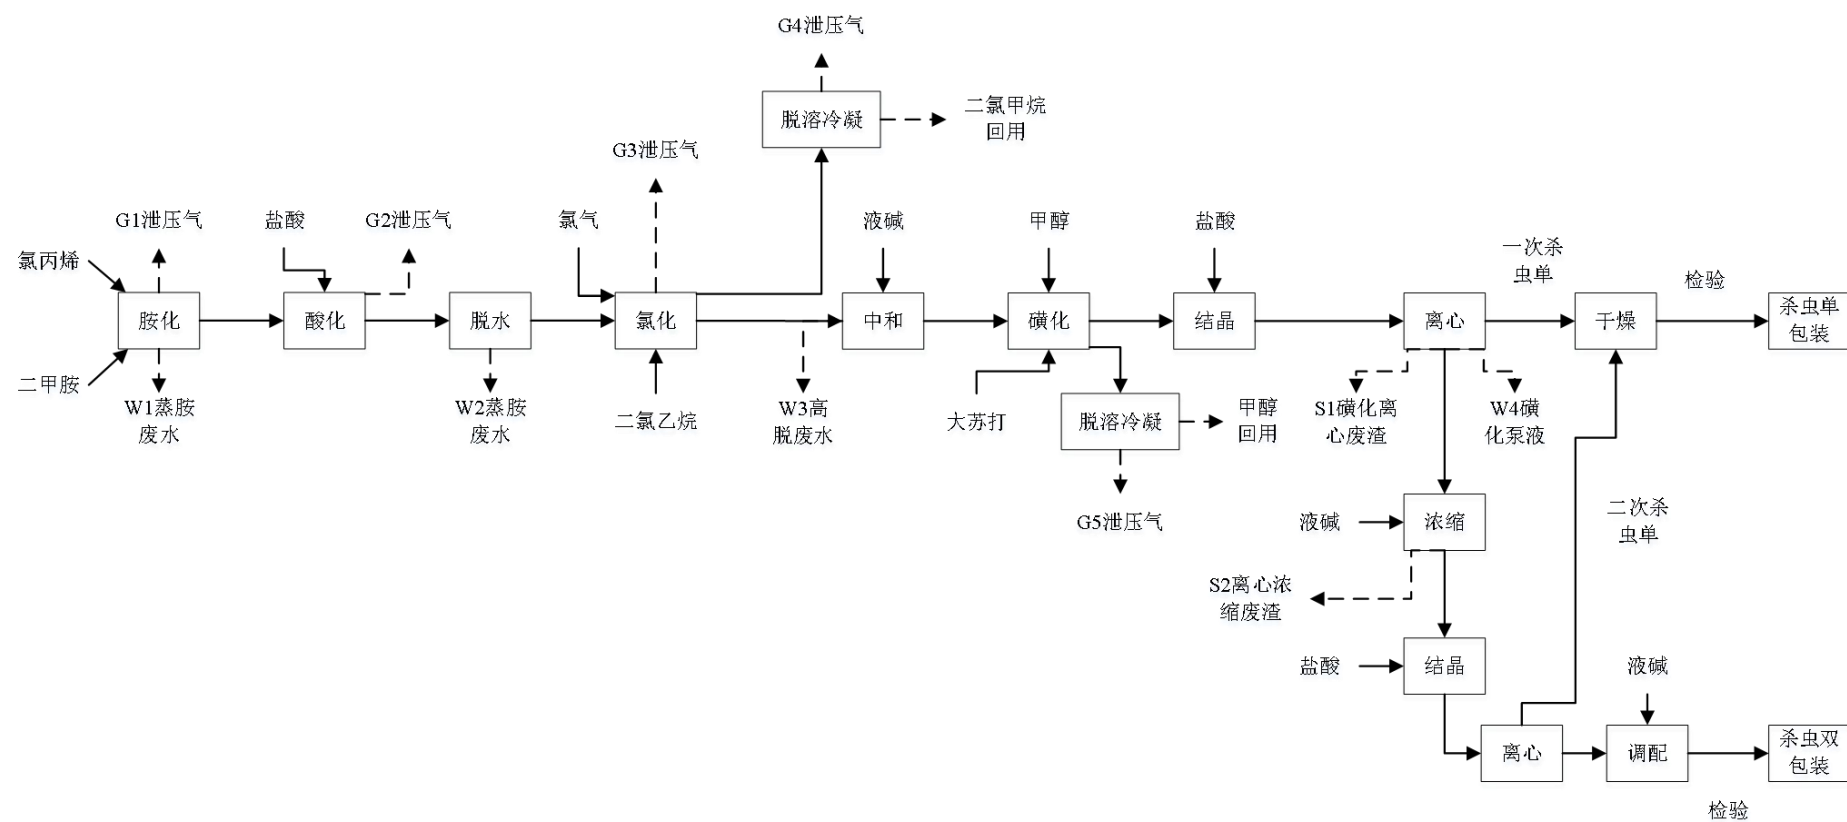 G4泄压气
脱溶冷凝
二氯甲烷
回用
G3泄压气
G1泄压气
盐酸
G2泄压气
氯气
液碱
甲醇
盐酸
一次杀
虫单
检验
氯丙烯
胺化
酸化
脱水
氯化
中和
磺化
结晶
离心
干燥
杀虫单
包装
二甲胺
W1蒸胺
废水
W2蒸胺
废水
二氯乙烷
W3高
脱废水
大苏打
脱溶冷凝
甲醇
回用
S1磺化离
心废渣
W4磺
化泵液
G5泄压气
液碱
浓缩
二次杀
虫单
S2离心浓
缩废渣
盐酸
结晶
液碱
离心
调配
杀虫双
包装
检验